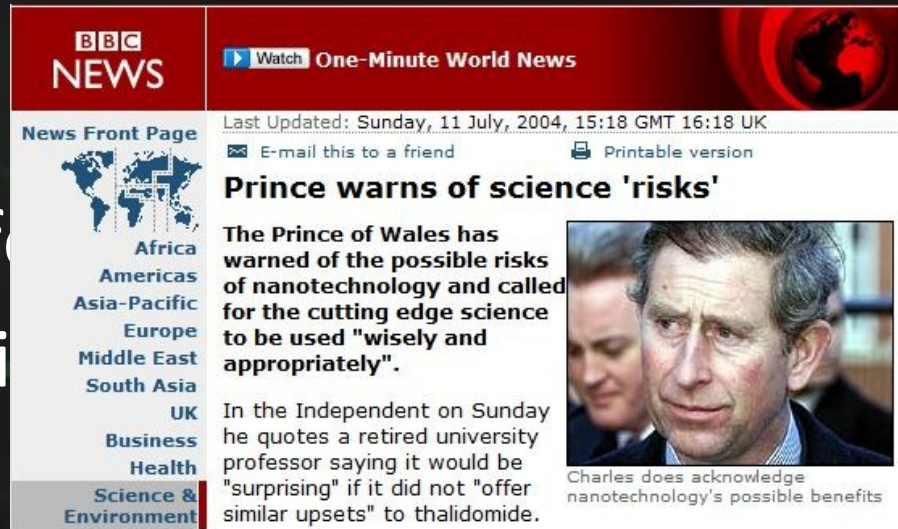 BBC
NEWS
Watch One-Minute World News
News Front Page
Africa
Americas
Asia-Pacific
Europe
Middle East
South Asia
UK
Business
Health
Science &
Environment
Last Updated: Sunday, 11 July, 2004, 15:18 GMT 16:18 UK
E-mail this to a friend
Printable version
Prince warns of science 'risks'
The Prince of Wales has
warned of the possible risks
of nanotechnology and called
for the cutting edge science
to be used "wisely and
appropriately".
In the Independent on Sunday
he quotes a retired university
professor saying it would be
"surprising" if it did not "offer
similar upsets" to thalidomide.
Charles does acknowledge
nanotechnology's possible benefits